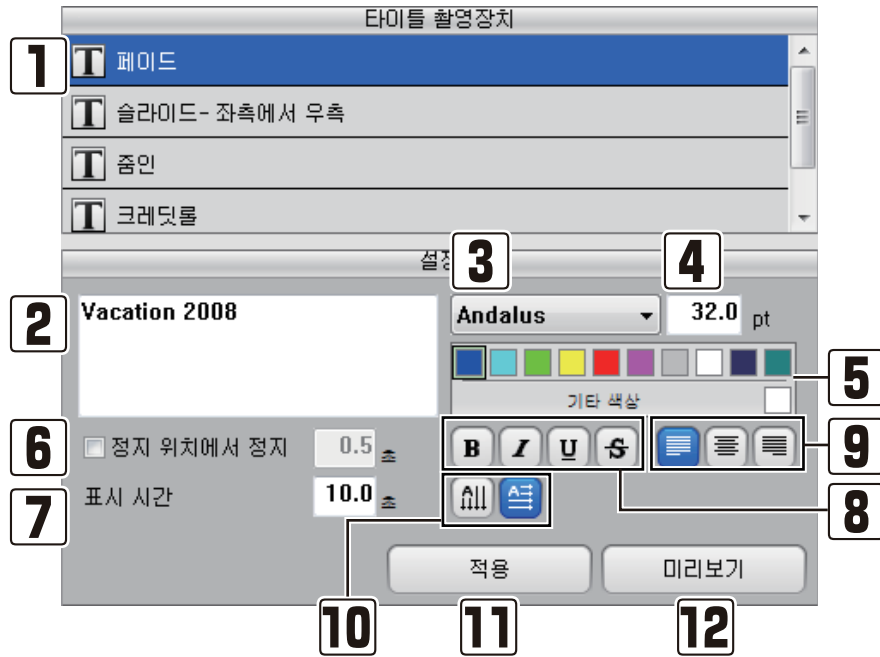 타이틀 촬영장치
1
T 페이드
T 슬라이드- 좌측에서 우측
T 줌인
T 크레딧롤
설정
3
4
2
Vacation 2008
Andalus
32.0 pt
5
기타 색상
6
정지 위치에서 정지 0.5 초
B I U S
9
7
표시 시간 10.0 초
A
A
8
적용
미리보기
10
11
12